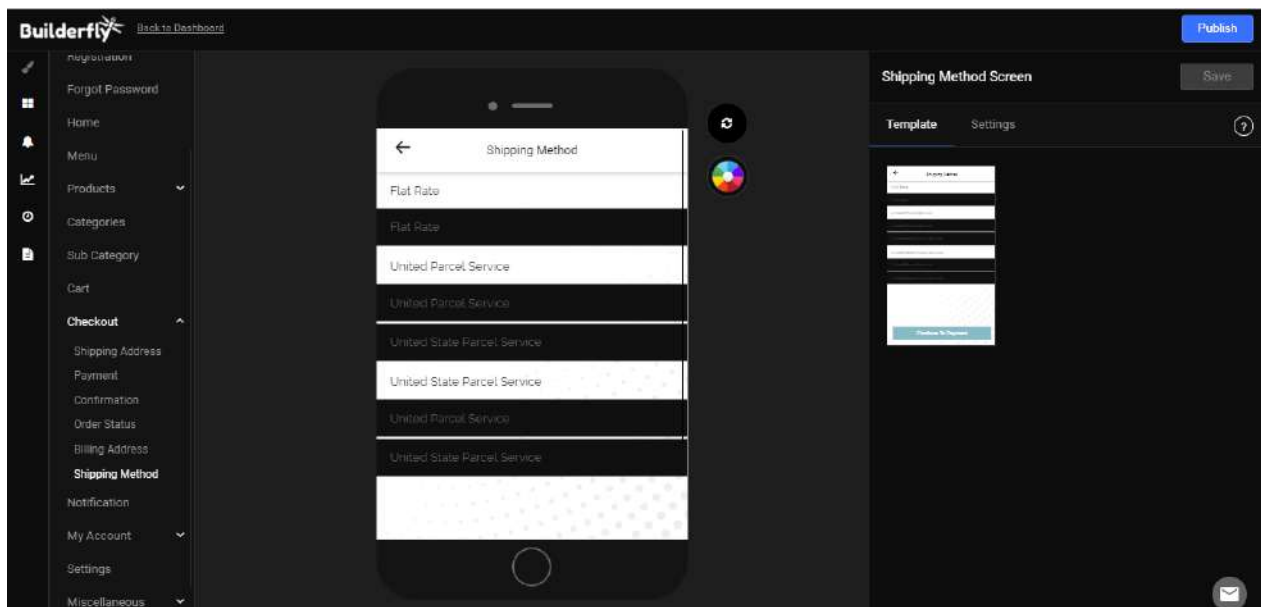 Builderfly
Back to Dashboard
Publish
Registration
Forgot Password
Home
Menu
Products
Categories
Sub Category
Cart
Checkout
Shipping Address
Payment
Confirmation
Order Status
Billing Address
Shipping Method
Notification
My Account
Settings
Miscellaneous
Shipping Method
Flat Rate
Flat Rate
United Parcel Service
United Parcel Service
United State Parcel Service
United State Parcel Service
United Parcel Service
United State Parcel Service
Shipping Method Screen
Save
Template
Settings
?
Continue To Payment